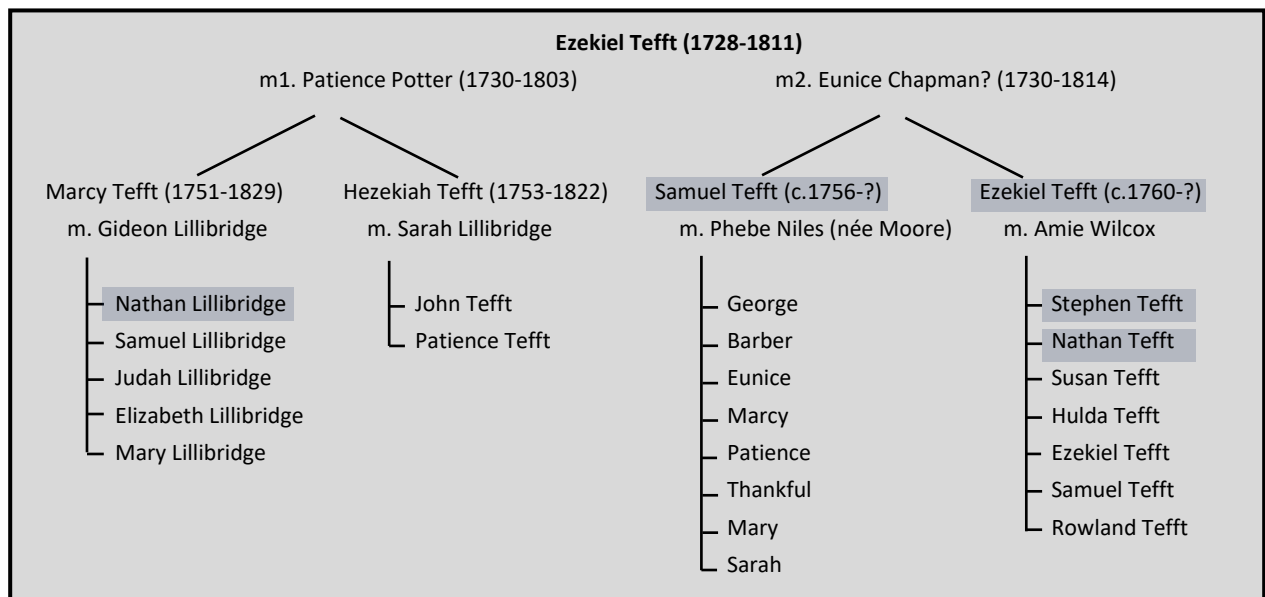 Ezekiel Tefft (1728-1811)
m1. Patience Potter (1730-1803)
m2. Eunice Chapman? (1730-1814)
Marcy Tefft (1751-1829)
m. Gideon Lillibridge
Nathan Lillibridge
Samuel Lillibridge
Judah Lillibridge
Elizabeth Lillibridge
Mary Lillibridge
Hezekiah Tefft (1753-1822)
m. Sarah Lillibridge
John Tefft
Patience Tefft
Samuel Tefft (c.1756-?)
m. Phebe Niles (née Moore)
George
Barber
Eunice
Marcy
Patience
Thankful
Mary
Sarah
Ezekiel Tefft (c.1760-?)
m. Amie Wilcox
Stephen Tefft
Nathan Tefft
Susan Tefft
Hulda Tefft
Ezekiel Tefft
Samuel Tefft
Rowland Tefft